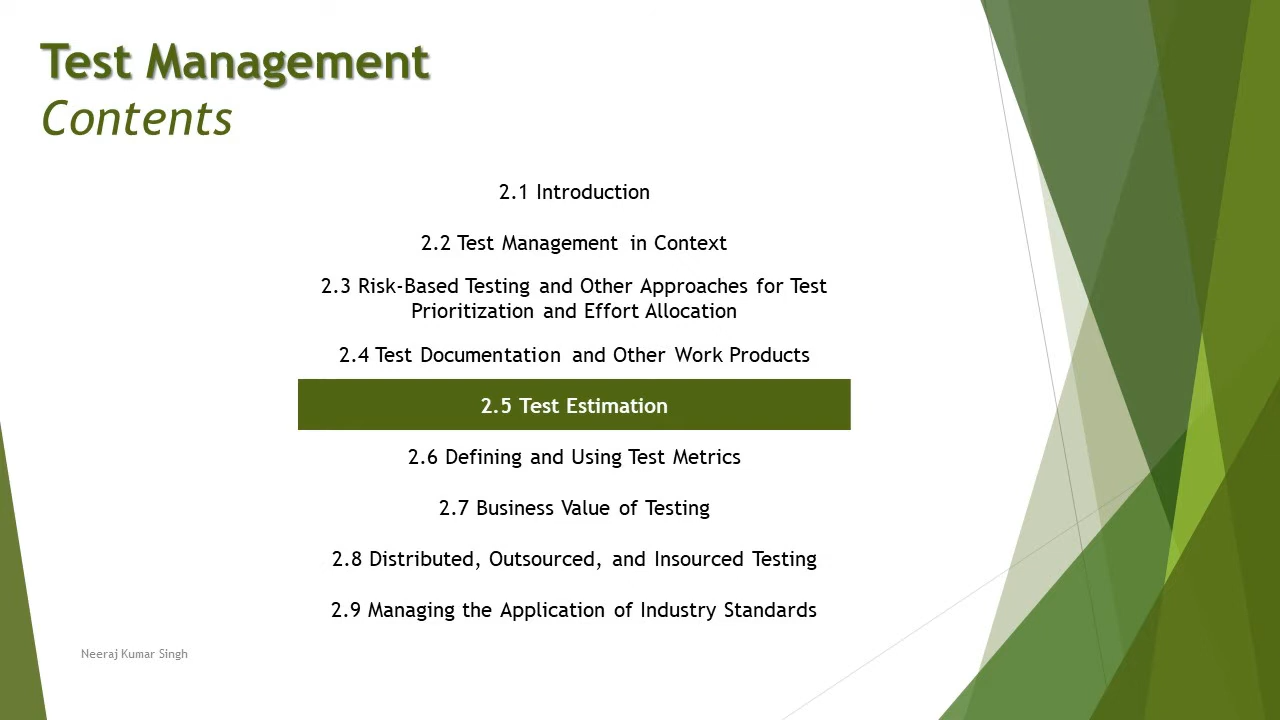 Test Management
Contents
2.1 Introduction
2.2 Test Management in Context
2.3 Risk-Based Testing and Other Approaches for Test
Prioritization and Effort Allocation
2.4 Test Documentation and Other Work Products
2.5 Test Estimation
2.6 Defining and Using Test Metrics
2.7 Business Value of Testing
2.8 Distributed, Outsourced, and Insourced Testing
2.9 Managing the Application of Industry Standards
Neeraj Kumar Singh